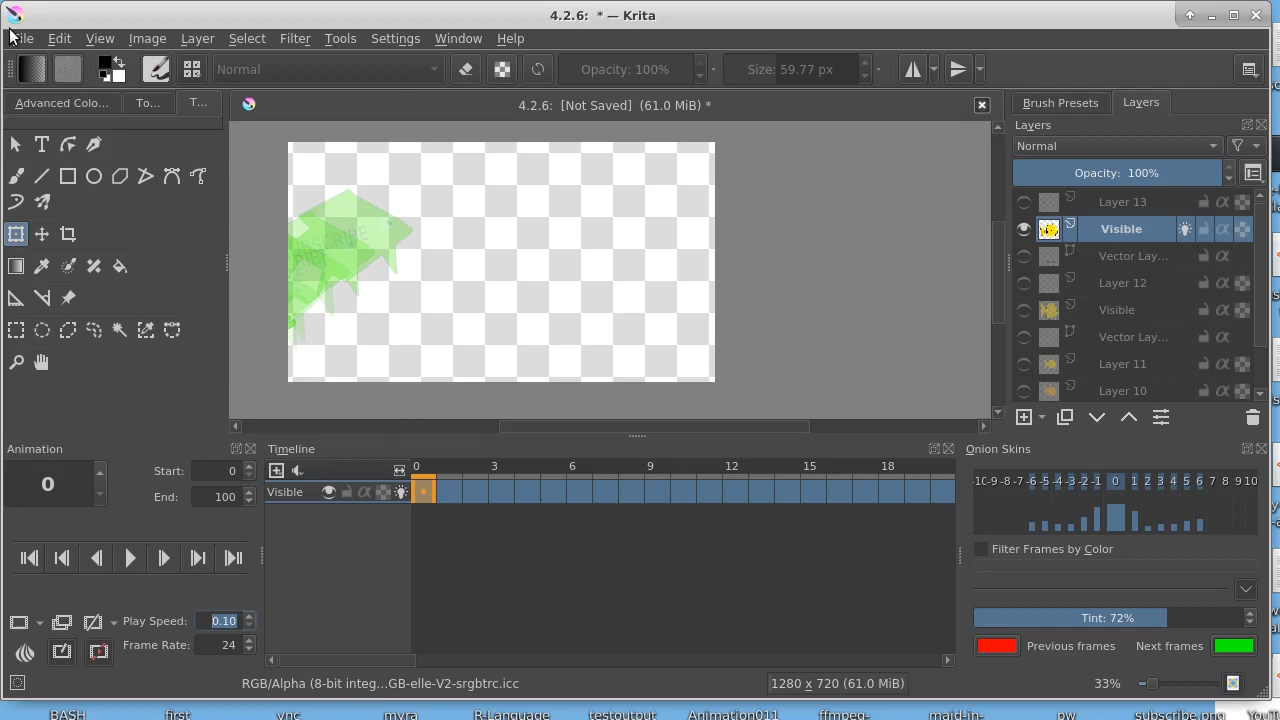 4.2.6:  * — Krita
File Edit View Image Layer Select Filter Tools Settings Window Help
Normal Opacity: 100% Size: 59.77 px
Advanced Colo... To... T... 4.2.6:  [Not Saved]  (61.0 MiB) * Brush Presets Layers
Layers
Normal
Opacity:  100%
Layer 13
Visible
Vector Lay...
Layer 12
Visible
Vector Lay...
Layer 11
Layer 10
Animation Timeline Onion Skins
0 Start: 0
End: 100
0 3 6 9 12 15 18
Visible
-10-9-8-7-6-5-4-3-2-1 0 1 2 3 4 5 6 7 8 9 10
Filter Frames by Color
Play Speed: 0.10
Frame Rate: 24
Tint: 72%
Previous frames Next frames
RGB/Alpha (8-bit integ...GB-elle-V2-srgbtrc.icc 1280 x 720 (61.0 MiB) 33%
BASH first vnc myra R-Language testoutout Animation011 ffmpeg- maid-in- pw subscribe.png